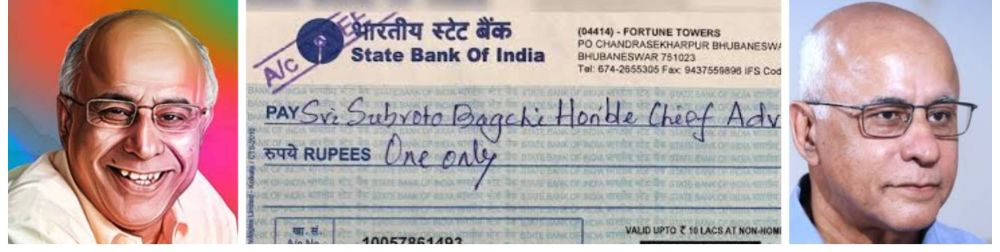 A/c PAYEE
भारतीय स्टेट बैंक
State Bank Of India
(04414) - FORTUNE TOWERS
PO CHANDRASEKHARPUR BHUBANESWA
BHUBANESWAR 751023
Tel: 674-2655305 Fax: 9437559896 IFS Cod
PAY Sri Subroto Bagchi Hon'ble Chief Adv
रुपये RUPEES One only
खा. सं.
A/c No.
10057861493
VALID UPTO ₹ 10 LACS AT NON-HOM